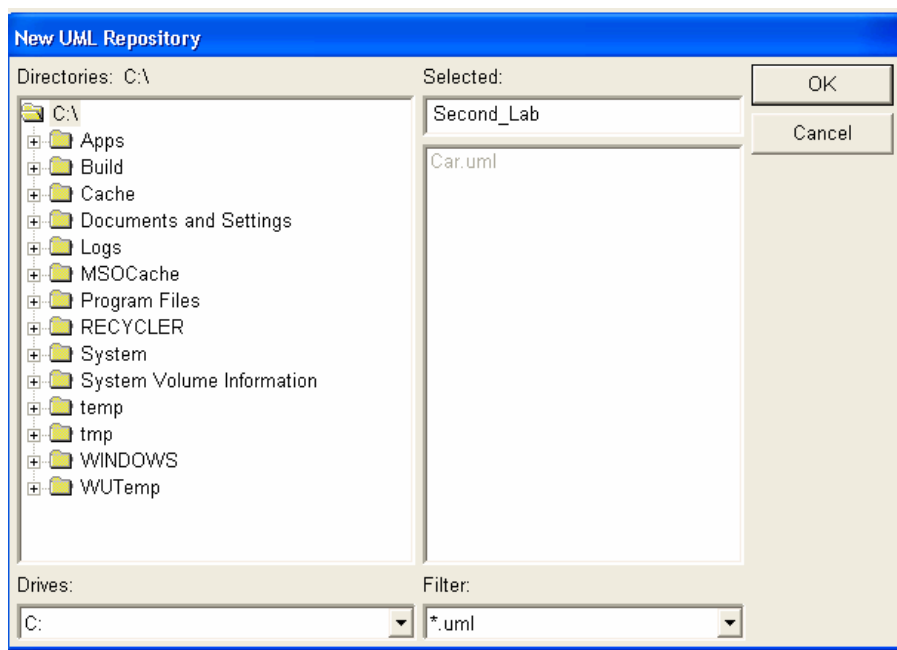 New UML Repository
Directories: C:\
C:\
Apps
Build
Cache
Documents and Settings
Logs
MSOCache
Program Files
RECYCLER
System
System Volume Information
temp
tmp
WINDOWS
WUTemp
Drives:
C:
Selected:
Second_Lab
Car.uml
Filter:
*.uml
OK
Cancel